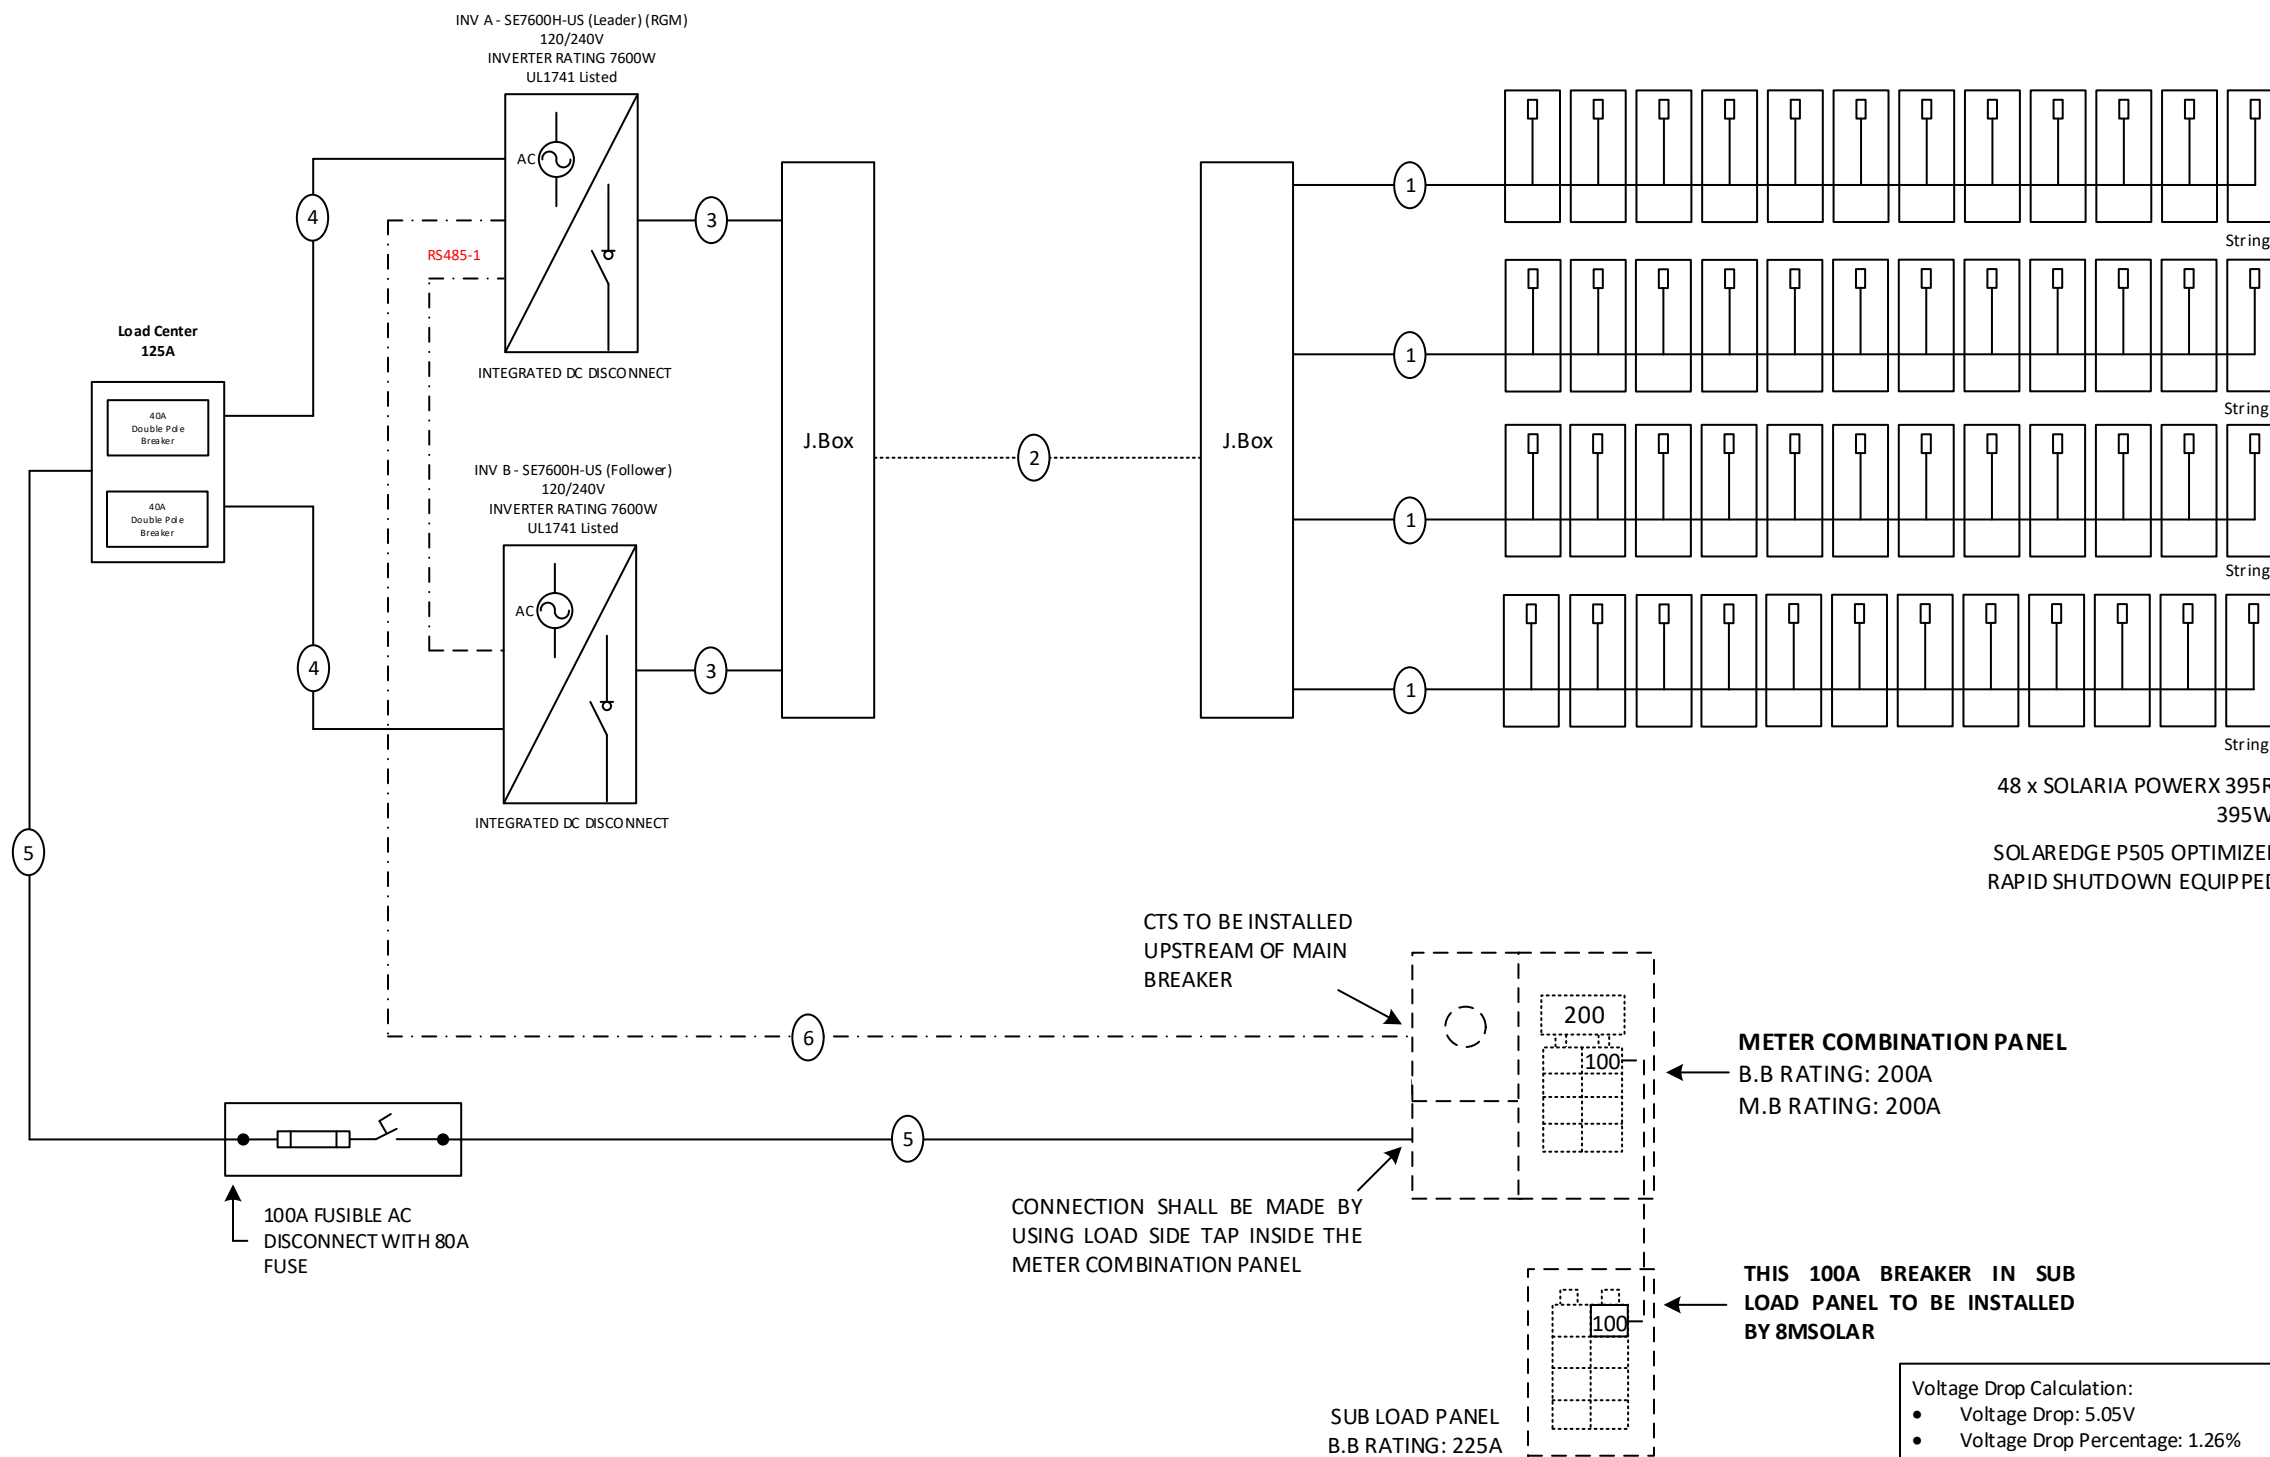 INV A - SE7600H-US (Leader) (RGM)
120/240V
INVERTER RATING 7600W
UL1741 Listed
AC
4
3
1
RS485-1
String
Load Center
125A
INTEGRATED DC DISCONNECT
1
40A
Double Pole
Breaker
String
J.Box
J.Box
2
INV B - SE7600H-US (Follower)
120/240V
INVERTER RATING 7600W
UL1741 Listed
40A
Double Pole
Breaker
1
String
AC
4
3
1
String
INTEGRATED DC DISCONNECT
48 x SOLARIA POWERX 395R
395W
SOLAREDGE P505 OPTIMIZE
RAPID SHUTDOWN EQUIPPED
5
CTS TO BE INSTALLED
UPSTREAM OF MAIN
BREAKER
200
100
6
METER COMBINATION PANEL
B.B RATING: 200A
M.B RATING: 200A
5
100A FUSIBLE AC
DISCONNECT WITH 80A
FUSE
CONNECTION SHALL BE MADE BY
USING LOAD SIDE TAP INSIDE THE
METER COMBINATION PANEL
THIS 100A BREAKER IN SUB
LOAD PANEL TO BE INSTALLED
BY 8MSOLAR
100
SUB LOAD PANEL
B.B RATING: 225A
Voltage Drop Calculation:
• Voltage Drop: 5.05V
• Voltage Drop Percentage: 1.26%